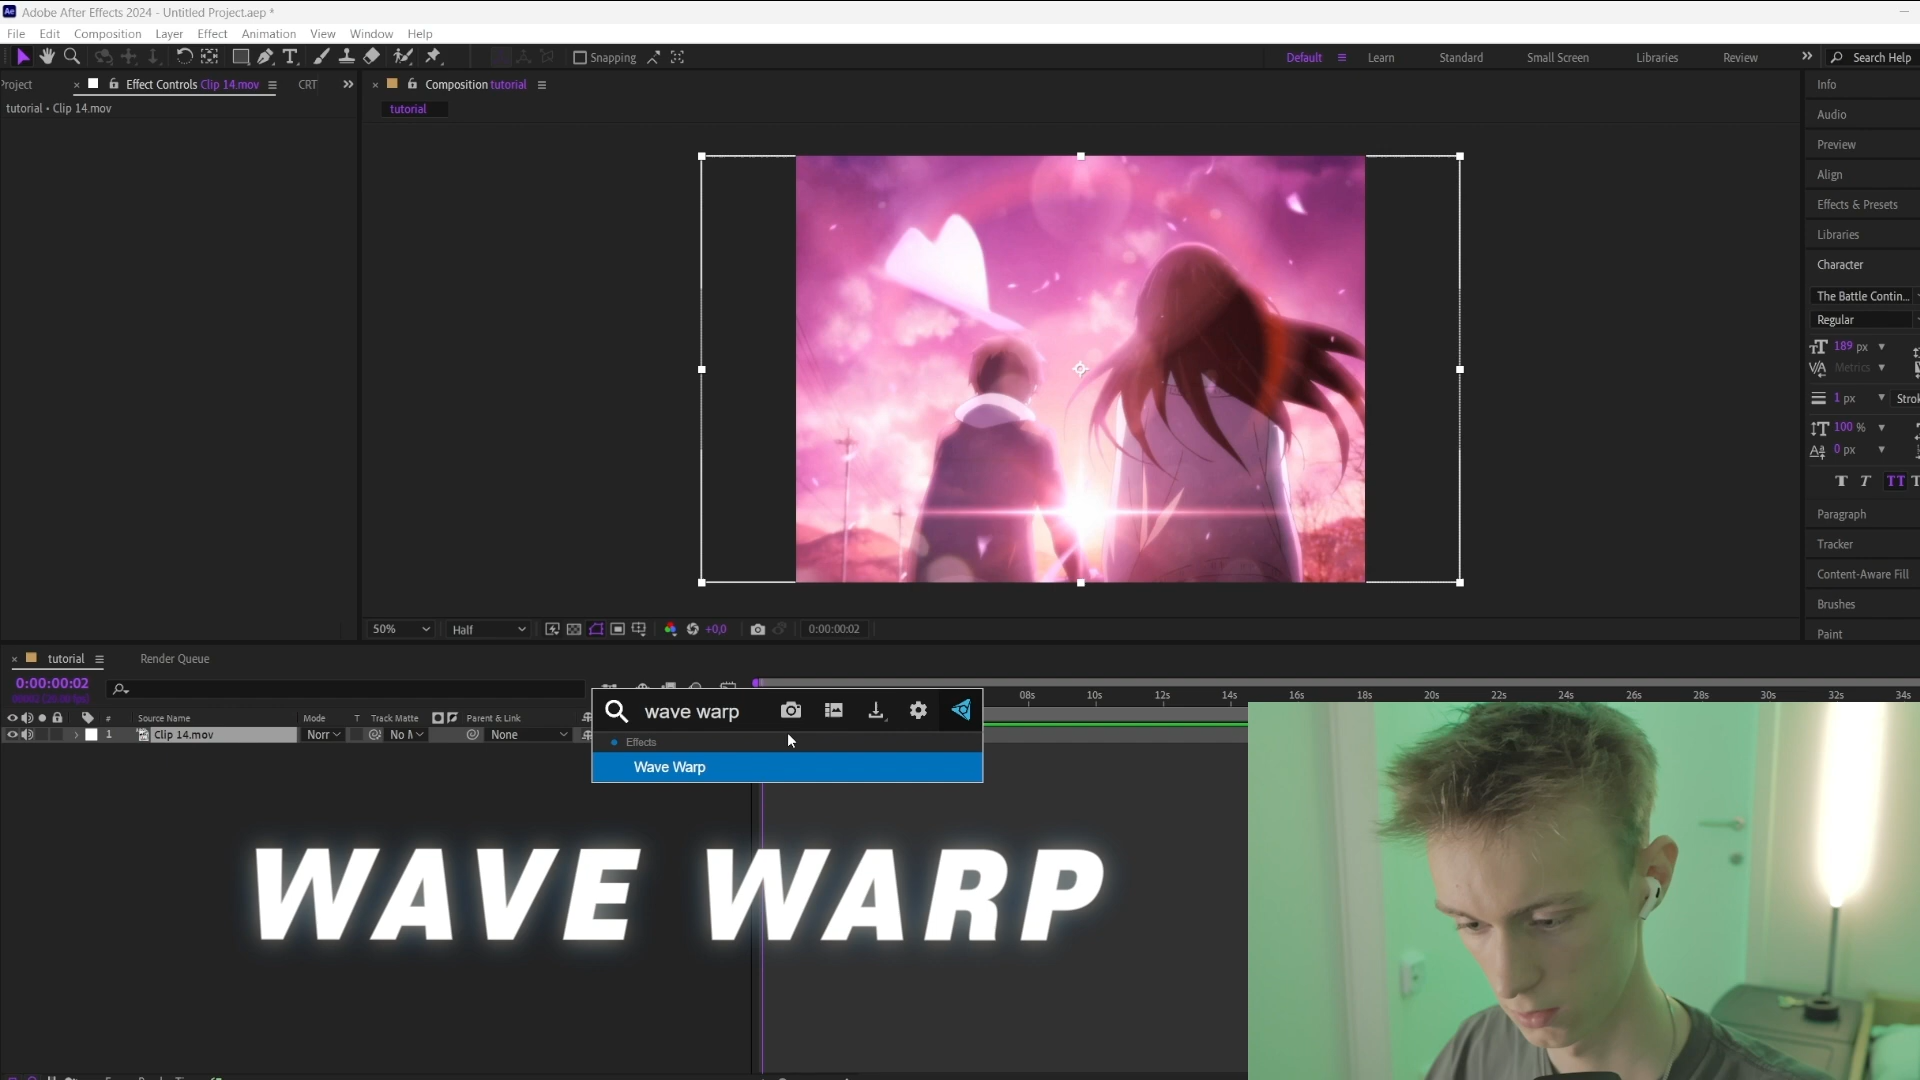 Ae Adobe After Effects 2024 - Untitled Project.aep *
File Edit Composition Layer Effect Animation View Window Help
Snapping
Default Learn Standard Small Screen Libraries Review Search Help
Project Effect Controls Clip 14.mov CRT
Composition tutorial
tutorial • Clip 14.mov
tutorial
Info
Audio
Preview
Align
Effects & Presets
Libraries
Character
The Battle Contin...
Regular
189 px
Metrics
1 px
100 %
0 px
Paragraph
Tracker
Content-Aware Fill
Brushes
Paint
50% Half +0,0 0:00:00:02
tutorial Render Queue
0:00:00:02
08s 10s 12s 14s 16s 18s 20s 22s 24s 26s 28s 30s 32s 34s
# Source Name Mode T Track Matte Parent & Link
1 Clip 14.mov None
wave warp
Effects
Wave Warp
WAVE WARP